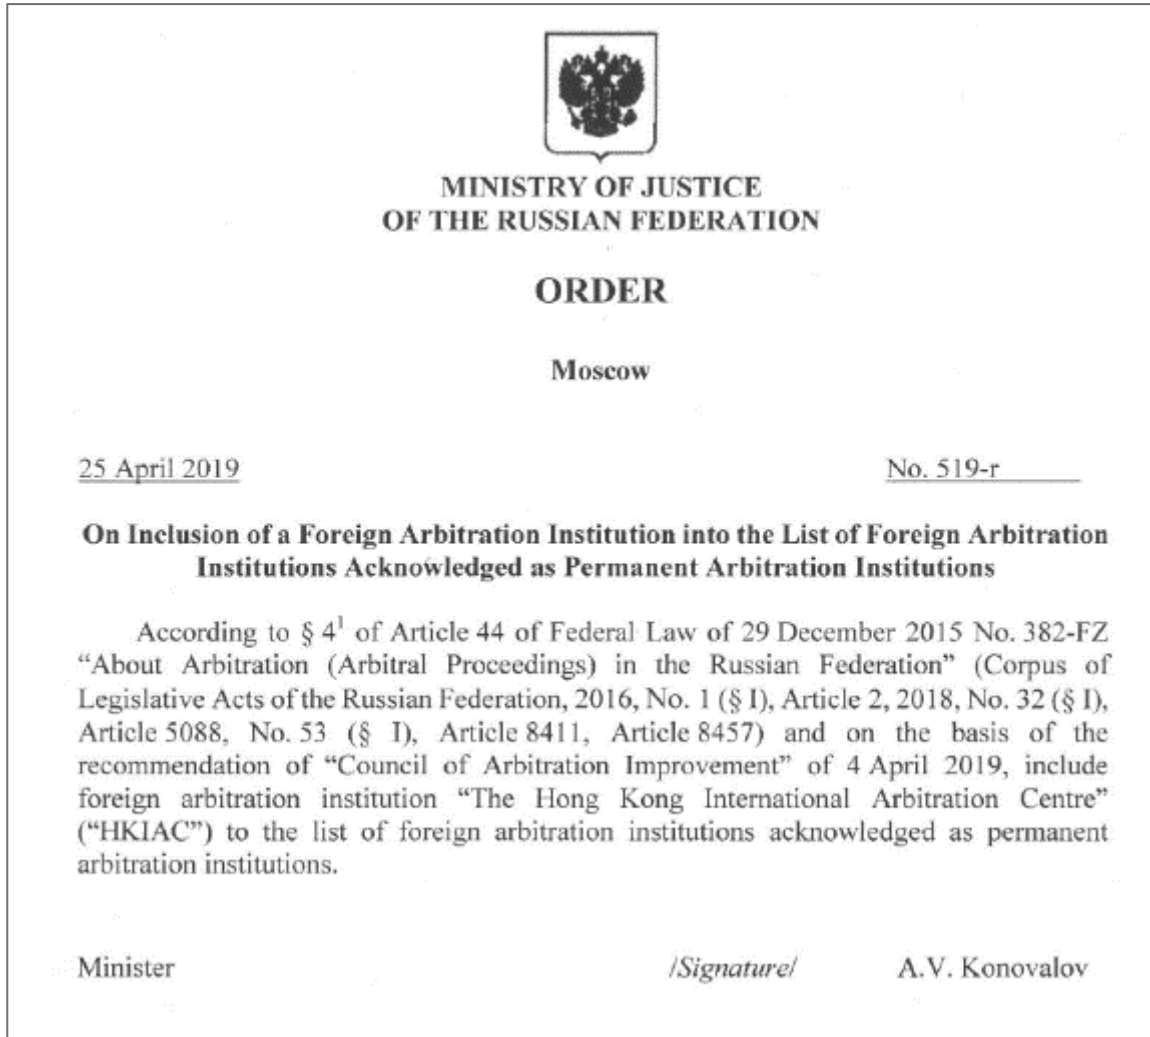 MINISTRY OF JUSTICE
OF THE RUSSIAN FEDERATION
ORDER
Moscow
25 April 2019 No. 519-r
On Inclusion of a Foreign Arbitration Institution into the List of Foreign Arbitration
Institutions Acknowledged as Permanent Arbitration Institutions
According to § 4¹ of Article 44 of Federal Law of 29 December 2015 No. 382-FZ
“About Arbitration (Arbitral Proceedings) in the Russian Federation” (Corpus of
Legislative Acts of the Russian Federation, 2016, No. 1 (§ I), Article 2, 2018, No. 32 (§ I),
Article 5088, No. 53 (§ I), Article 8411, Article 8457) and on the basis of the
recommendation of “Council of Arbitration Improvement” of 4 April 2019, include
foreign arbitration institution “The Hong Kong International Arbitration Centre”
(“HKIAC”) to the list of foreign arbitration institutions acknowledged as permanent
arbitration institutions.
Minister /Signature/ A.V. Konovalov